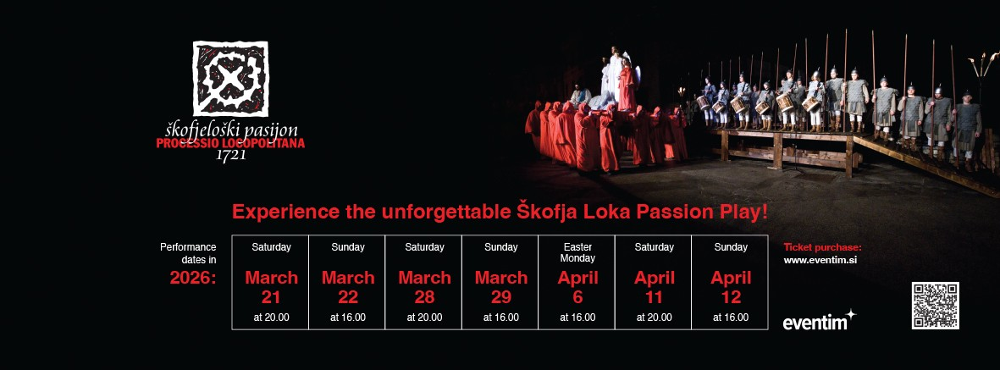 škofjeloški pasijon
PROCESSIO LOCOPOLITANA
1721
Experience the unforgettable Škofja Loka Passion Play!
Performance
dates in
2026:
Saturday
March
21
at 20.00
Sunday
March
22
at 16.00
Saturday
March
28
at 20.00
Sunday
March
29
at 16.00
Easter
Monday
April
6
at 16.00
Saturday
April
11
at 20.00
Sunday
April
12
at 16.00
Ticket purchase:
www.eventim.si
eventim